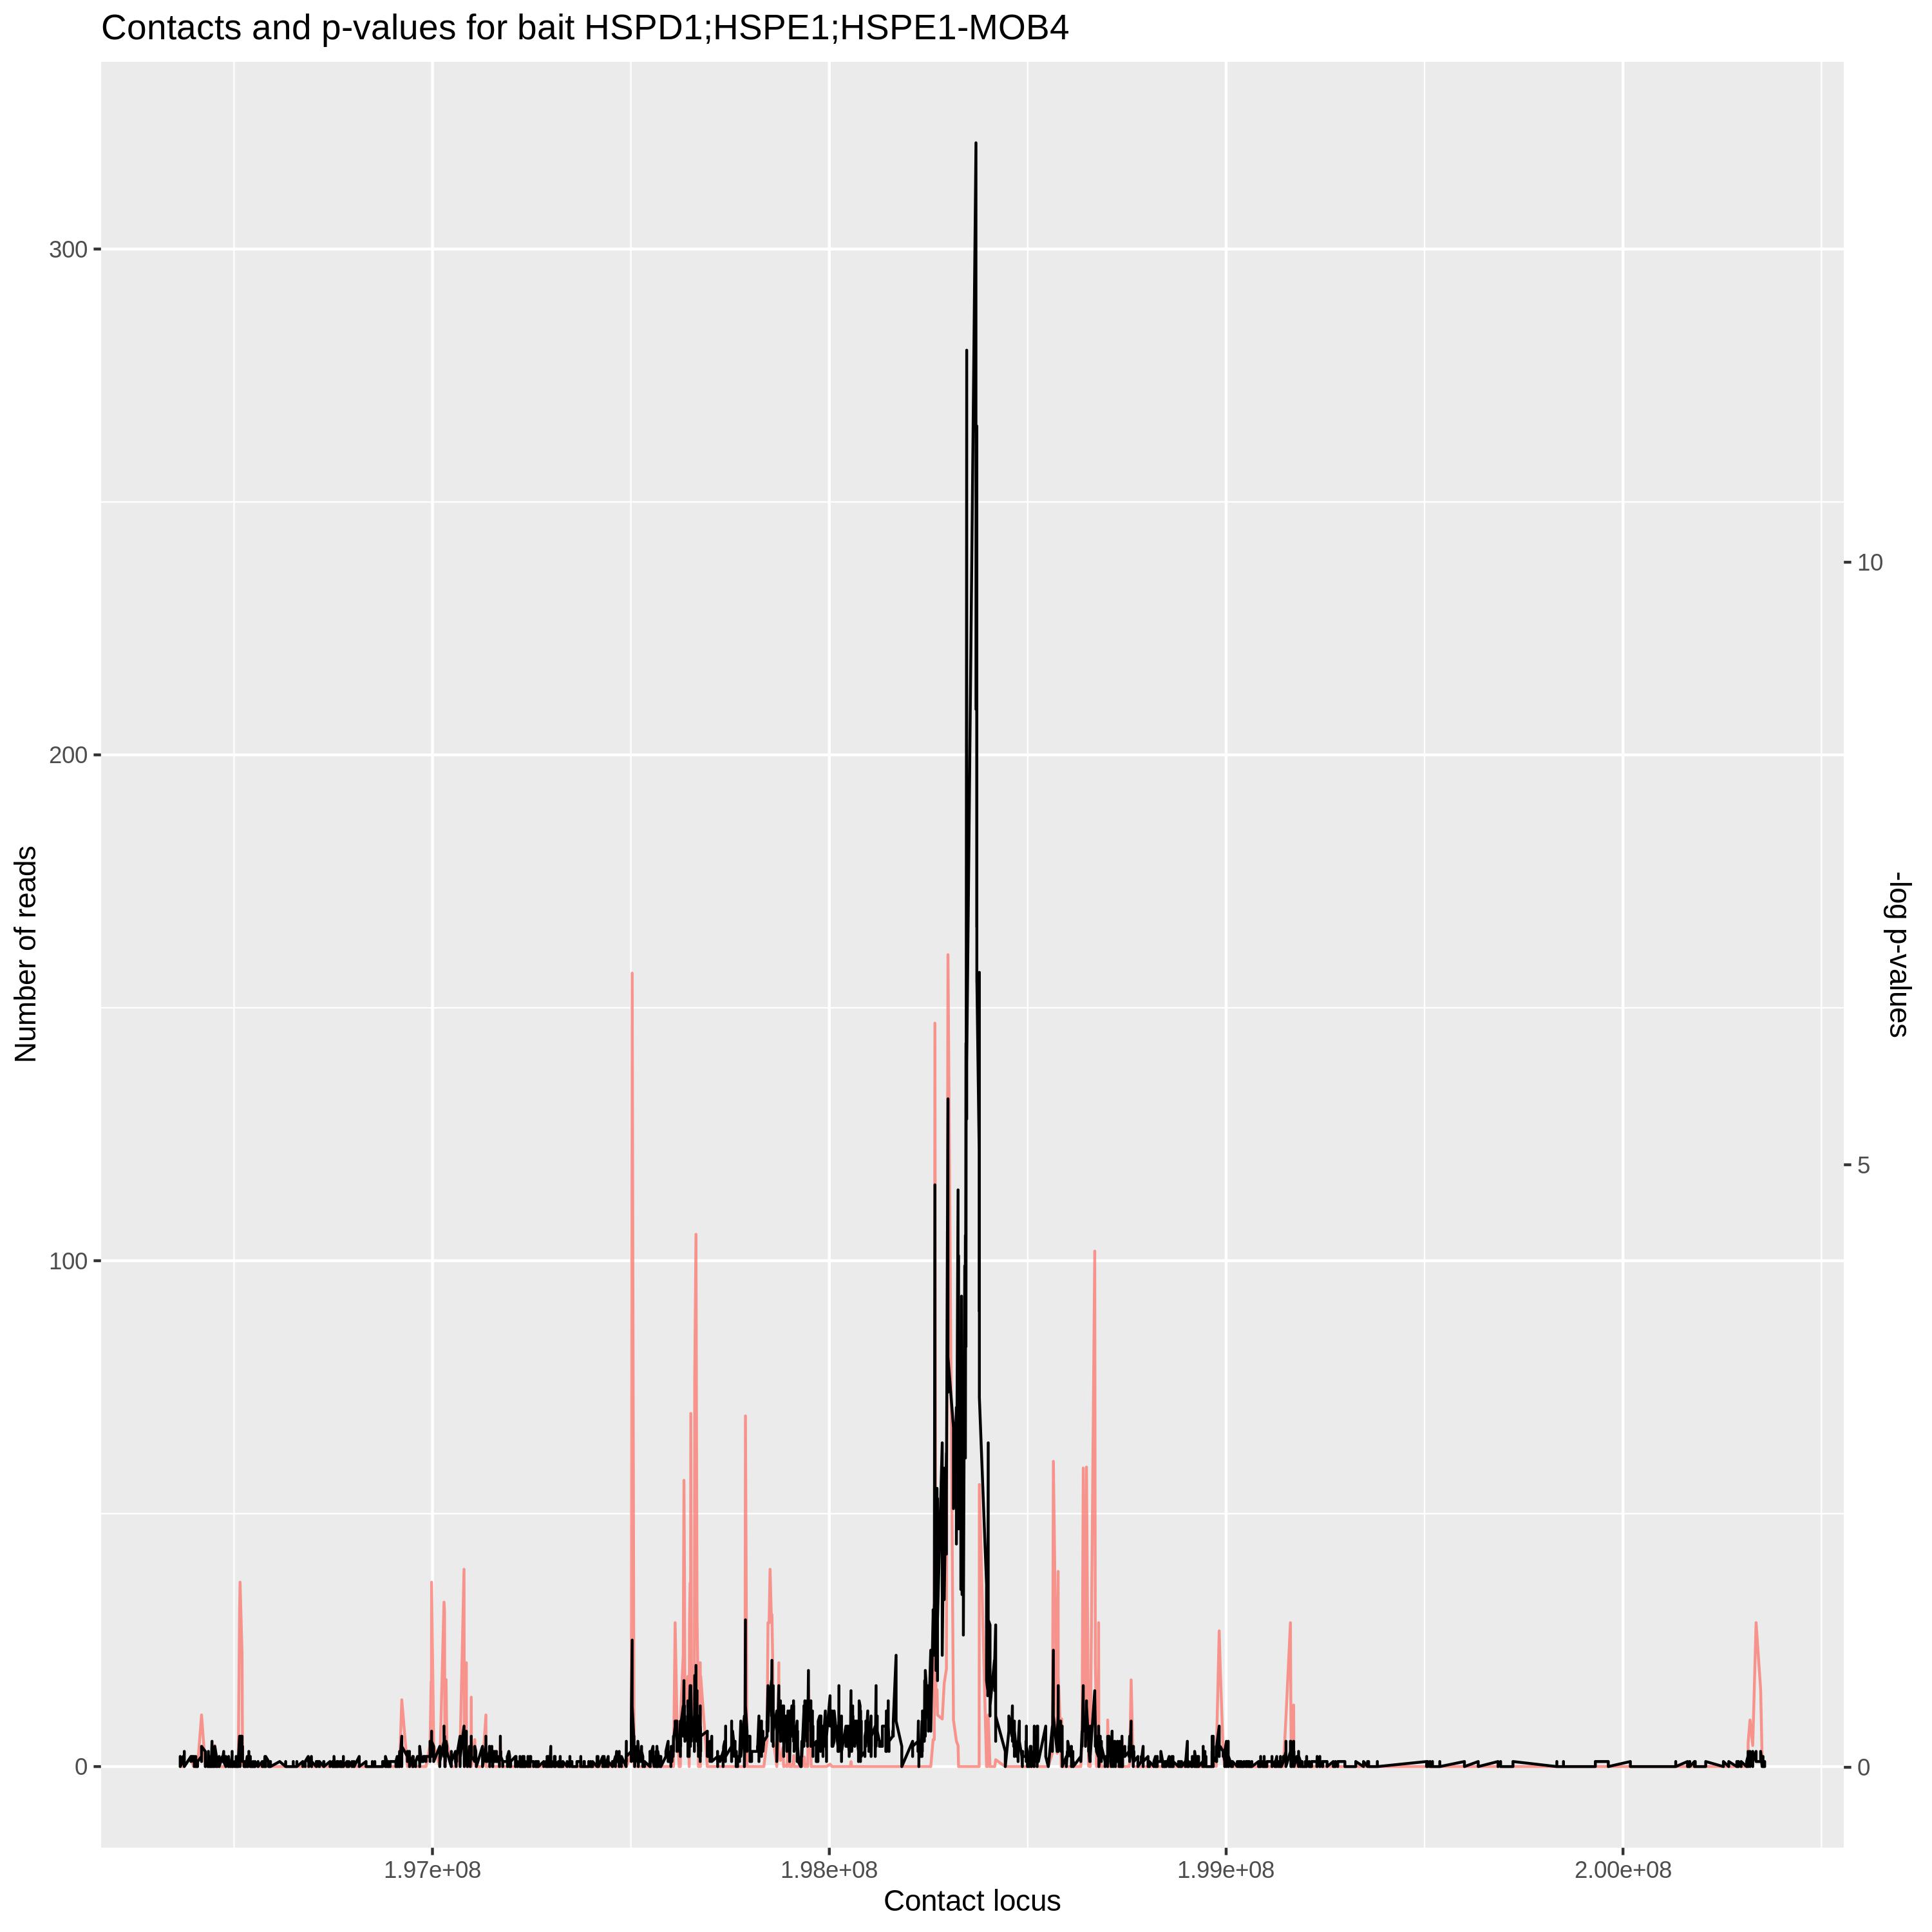 Contacts and p-values for bait HSPD1;HSPE1;HSPE1-MOB4
Number of reads
300
200
100
0
10
5
0
-log p-values
1.97e+08
1.98e+08
1.99e+08
2.00e+08
Contact locus